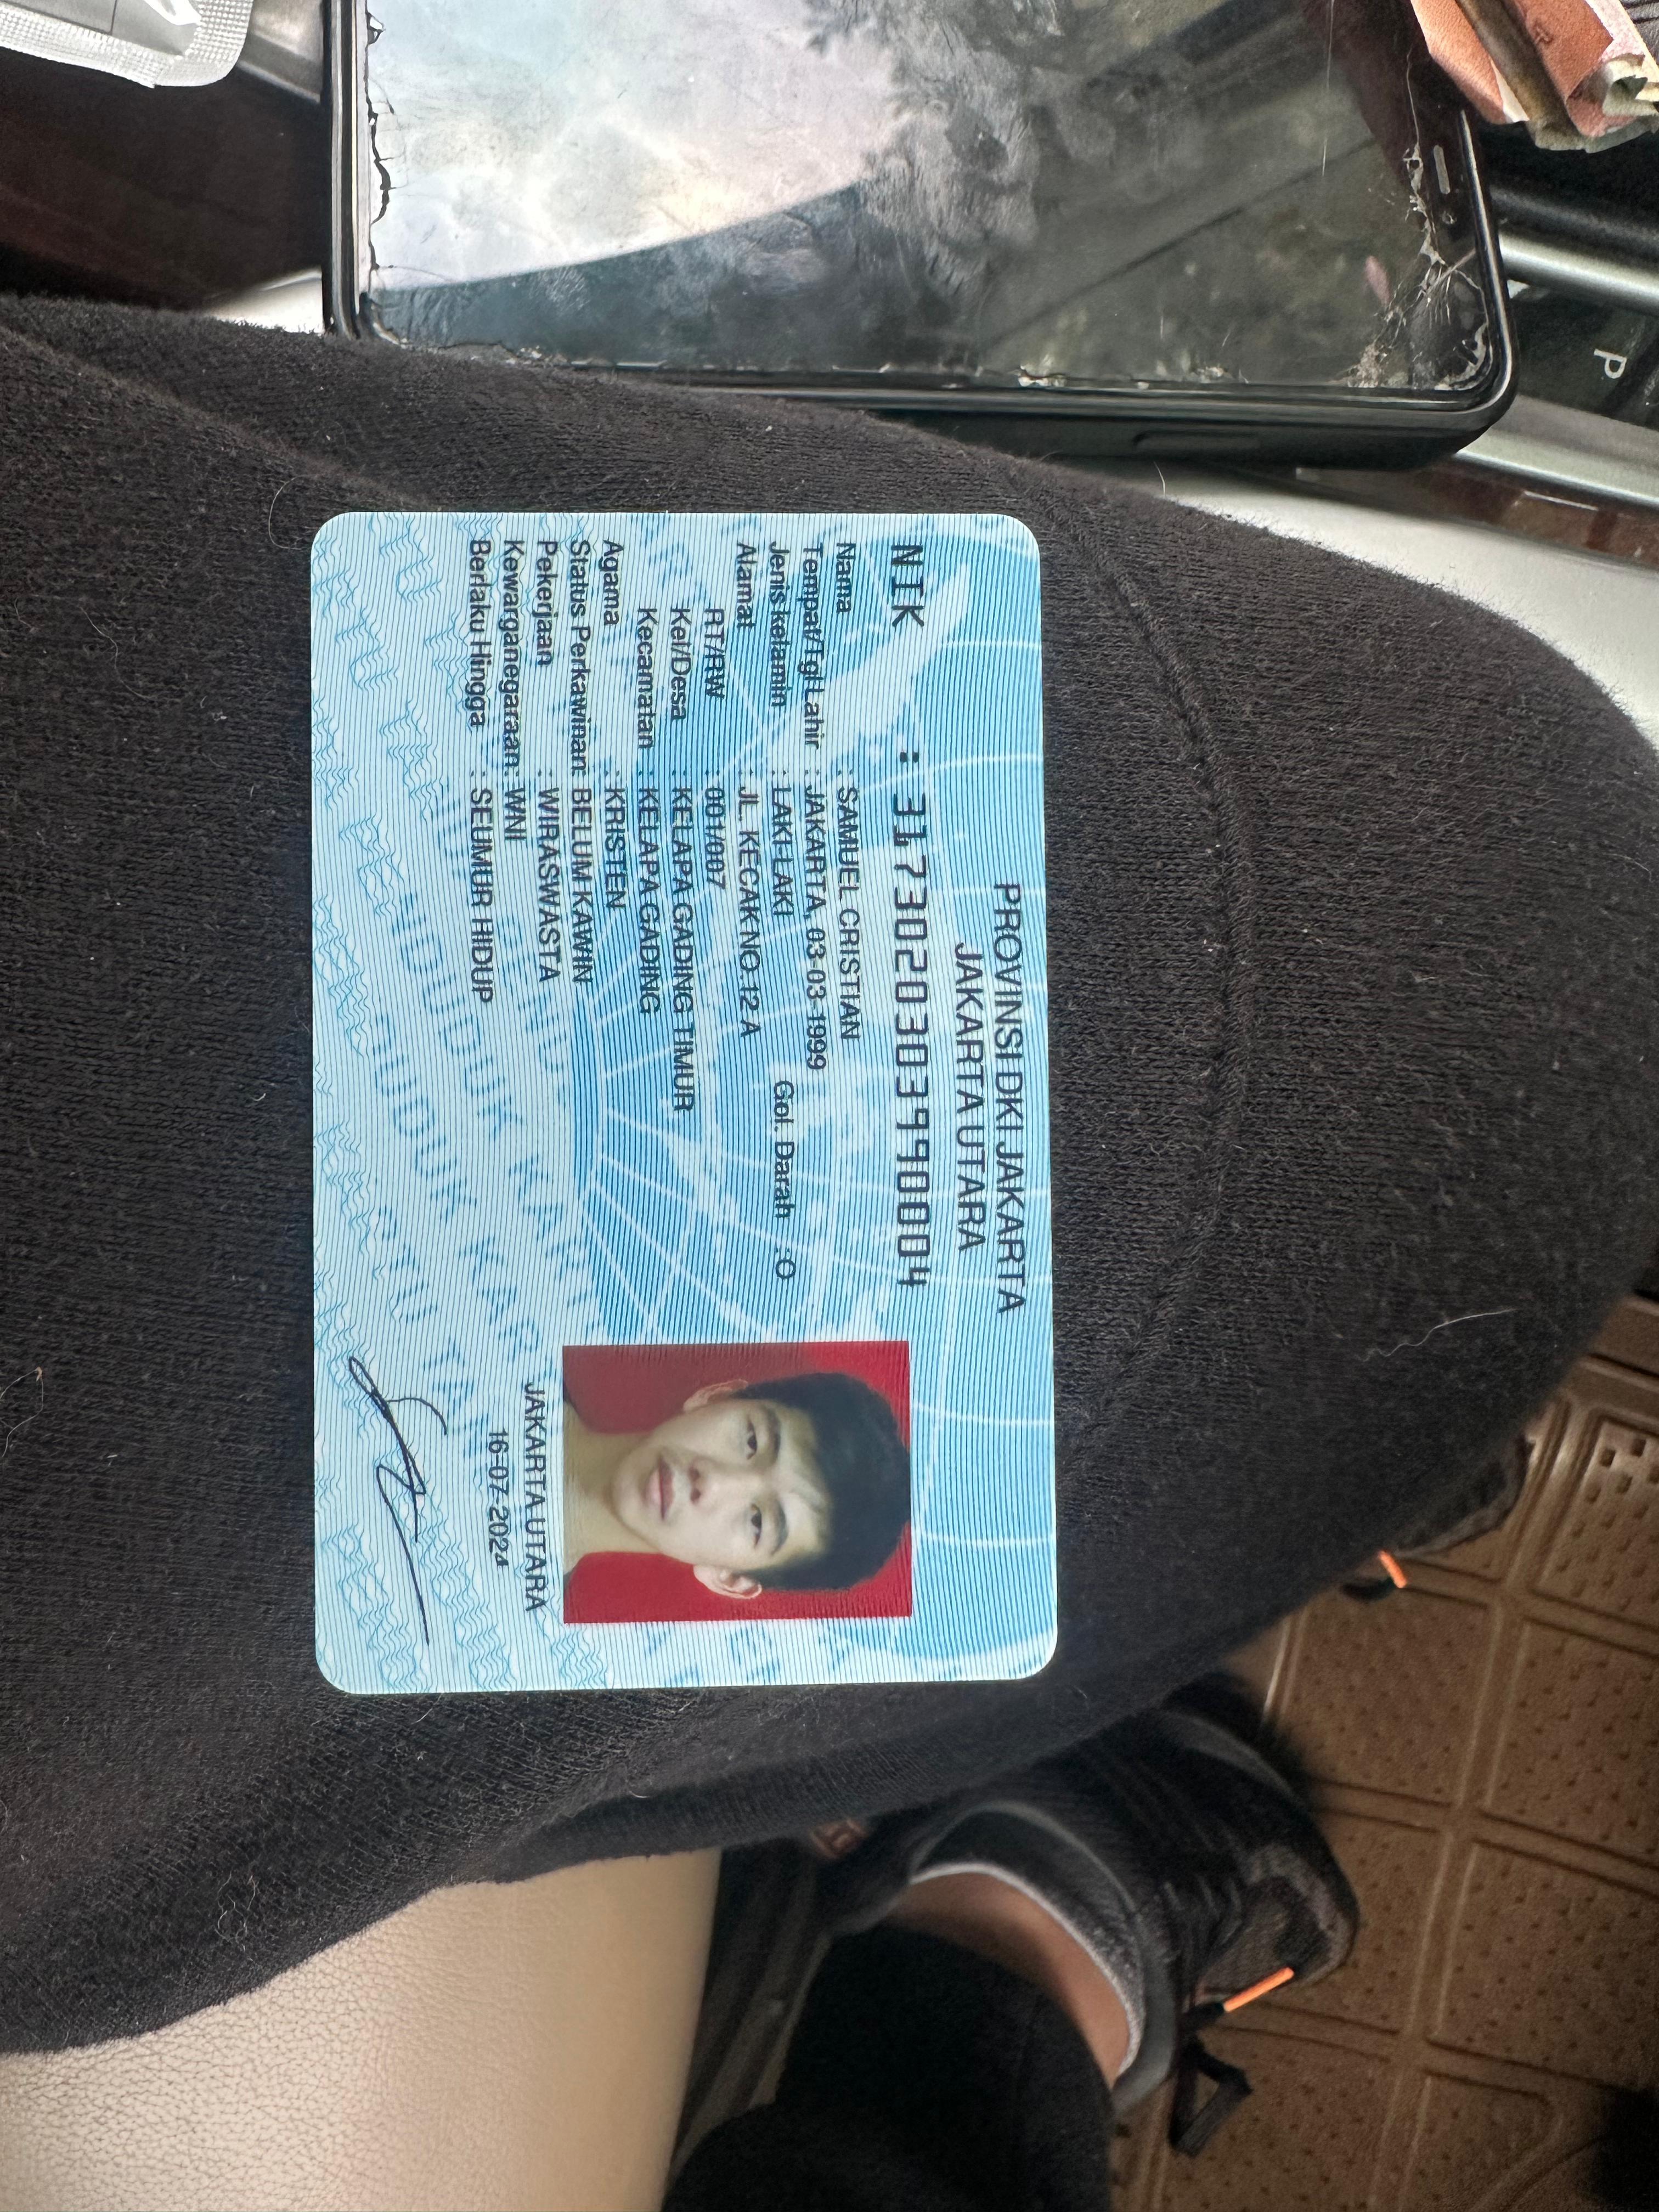 PROVINSI DKI JAKARTA
JAKARTA UTARA
NIK : 3173020303990004
Nama : SAMUEL CRISTIAN
Tempat/Tgl Lahir : JAKARTA, 03-03-1999
Jenis kelamin : LAKI-LAKI Gol. Darah : O
Alamat : JL. KECAK NO. 12 A
RT/RW : 001/007
Kel/Desa : KELAPA GADING TIMUR
Kecamatan : KELAPA GADING
Agama : KRISTEN
Status Perkawinan: BELUM KAWIN
Pekerjaan : WIRASWASTA
Kewarganegaraan: WNI
Berlaku Hingga : SEUMUR HIDUP
JAKARTA UTARA
16-07-2024
P